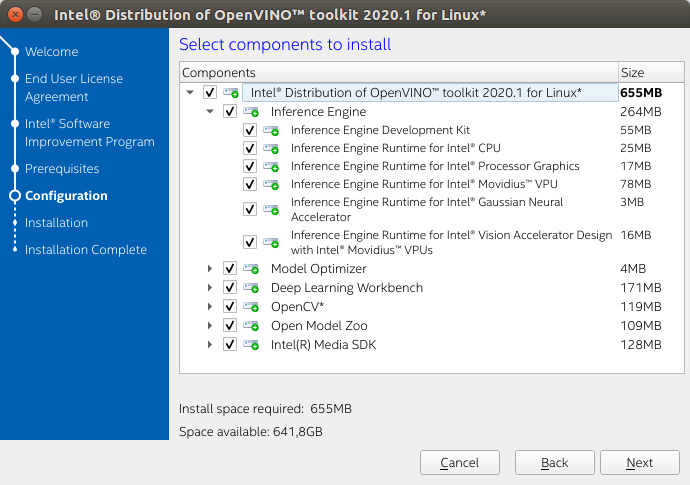 Intel® Distribution of OpenVINO™ toolkit 2020.1 for Linux*
Welcome
End User License
Agreement
Intel® Software
Improvement Program
Prerequisites
Configuration
Installation
Installation Complete
Select components to install
Components Size
Intel® Distribution of OpenVINO™ toolkit 2020.1 for Linux* 655MB
Inference Engine 264MB
Inference Engine Development Kit 55MB
Inference Engine Runtime for Intel® CPU 25MB
Inference Engine Runtime for Intel® Processor Graphics 17MB
Inference Engine Runtime for Intel® Movidius™ VPU 78MB
Inference Engine Runtime for Intel® Gaussian Neural 3MB
Accelerator
Inference Engine Runtime for Intel® Vision Accelerator Design 16MB
with Intel® Movidius™ VPUs
Model Optimizer 4MB
Deep Learning Workbench 171MB
OpenCV* 119MB
Open Model Zoo 109MB
Intel(R) Media SDK 128MB
Install space required: 655MB
Space available: 641,8GB
Cancel Back Next